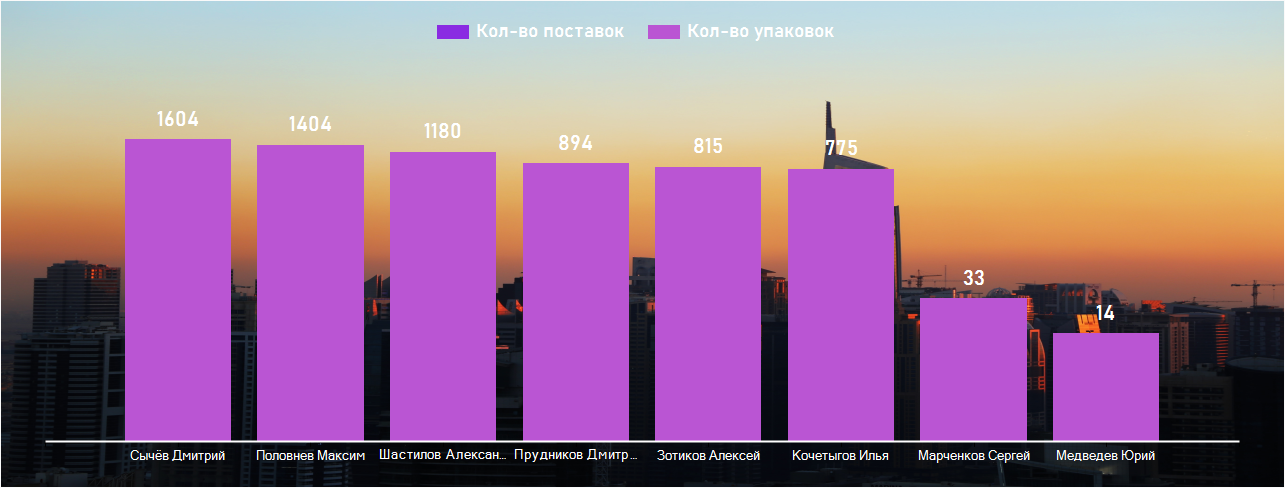 Кол-во поставок Кол-во упаковок
1604 1404 1180 894 815 775 33 14
Сычёв Дмитрий Половнев Максим Шастилов Алексан... Прудников Дмитр... Зотиков Алексей Кочетыгов Илья Марченков Сергей Медведев Юрий